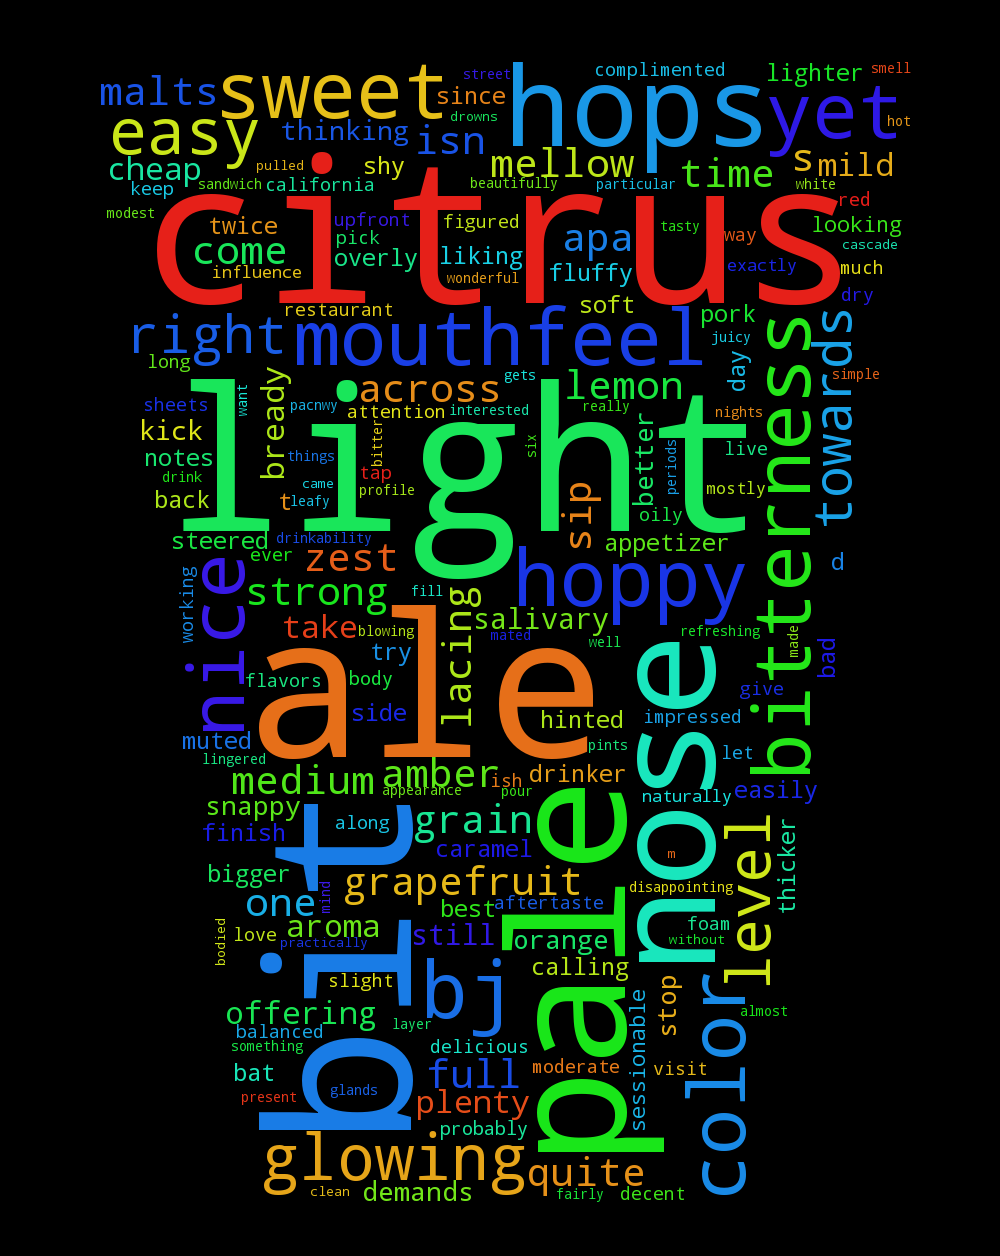 street
complimented
lighter
smell
malts
sweet
since
hops
yet
drowns
hot
easy
thinking
isn
mellow
time
s
mild
cheap
pulled
shy
keep
sandwich
california
beautifully
particular
white
citrus
modest
upfront
figured
tasty
red
twice
pick
apa
way
looking
come
overly
liking
cascade
influence
wonderful
fluffy
exactly
much
restaurant
soft
pork
dry
right
mouthfeel
juicy
bitterness
towards
long
gets
lemon
day
simple
bready
across
want
sheets
pacnwy
attention
interested
really
nights
kick
bitter
light
six
better
periods
live
notes
things
drink
came
tap
profile
mostly
back
t
leafy
sip
oily
steered
drinkability
appetizer
ever
zest
hoppy
d
nice
working
strong
fill
lacing
salivary
take
blowing
mated
well
refreshing
made
bad
try
ale
nose
flavors
body
give
side
hinted
impressed
muted
pints
let
lingered
medium
amber
ish
drinker
appearance
pour
naturally
easily
snappy
pale
level
finish
along
grain
thicker
bit
caramel
m
bigger
grapefruit
disappointing
one
mind
best
aftertaste
foam
bodied
love
aroma
practically
still
orange
without
slight
bj
calling
stop
color
offering
layer
sessionable
almost
balanced
something
delicious
bat
full
moderate
visit
present
glands
plenty
probably
glowing
quite
clean
demands
fairly
decent